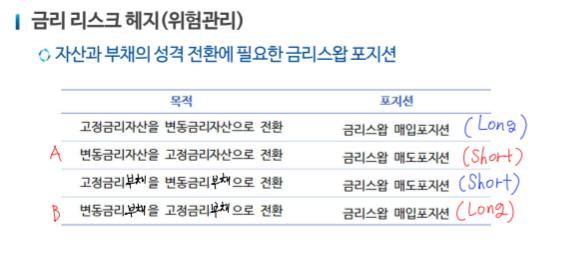 금리 리스크 헤지(위험관리)
자산과 부채의 성격 전환에 필요한 금리스왑 포지션
목적 포지션
고정금리자산을 변동금리자산으로 전환 금리스왑 매입포지션 (Long)
A 변동금리자산을 고정금리자산으로 전환 금리스왑 매도포지션 (Short)
고정금리부채을 변동금리부채으로 전환 금리스왑 매도포지션 (Short)
B 변동금리부채을 고정금리부채으로 전환 금리스왑 매입포지션 (Long)